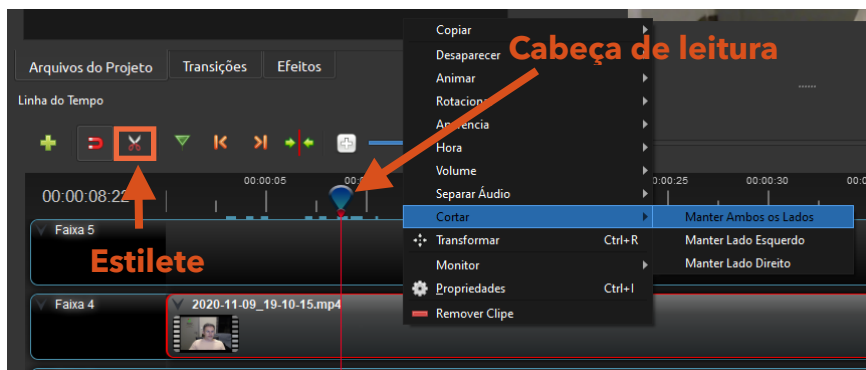 Copiar
Desaparecer
Cabeça de leitura
Arquivos do Projeto Transições Efeitos
Animar
Linha do Tempo
Rotacionar
Aparência
Hora
Volume
00:00:08:22
00:00:05
00:00:25
00:00:30
Separar Áudio
Cortar
Manter Ambos os Lados
Faixa 5
Transformar Ctrl+R
Manter Lado Esquerdo
Estilete
Monitor
Manter Lado Direito
Propriedades Ctrl+I
Faixa 4
2020-11-09_19-10-15.mp4
Remover Clipe